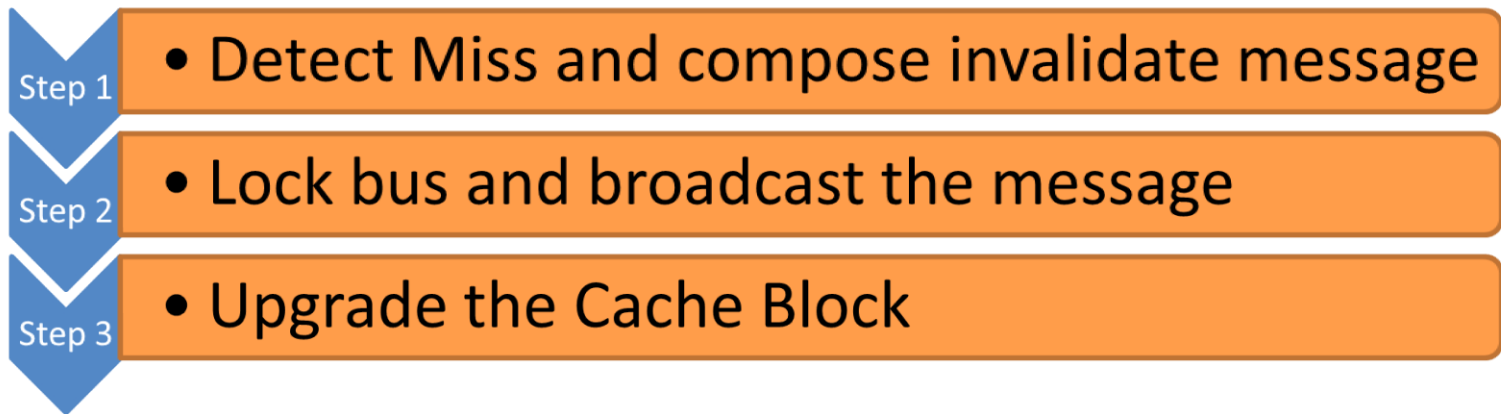 Step 1
• Detect Miss and compose invalidate message
Step 2
• Lock bus and broadcast the message
Step 3
• Upgrade the Cache Block